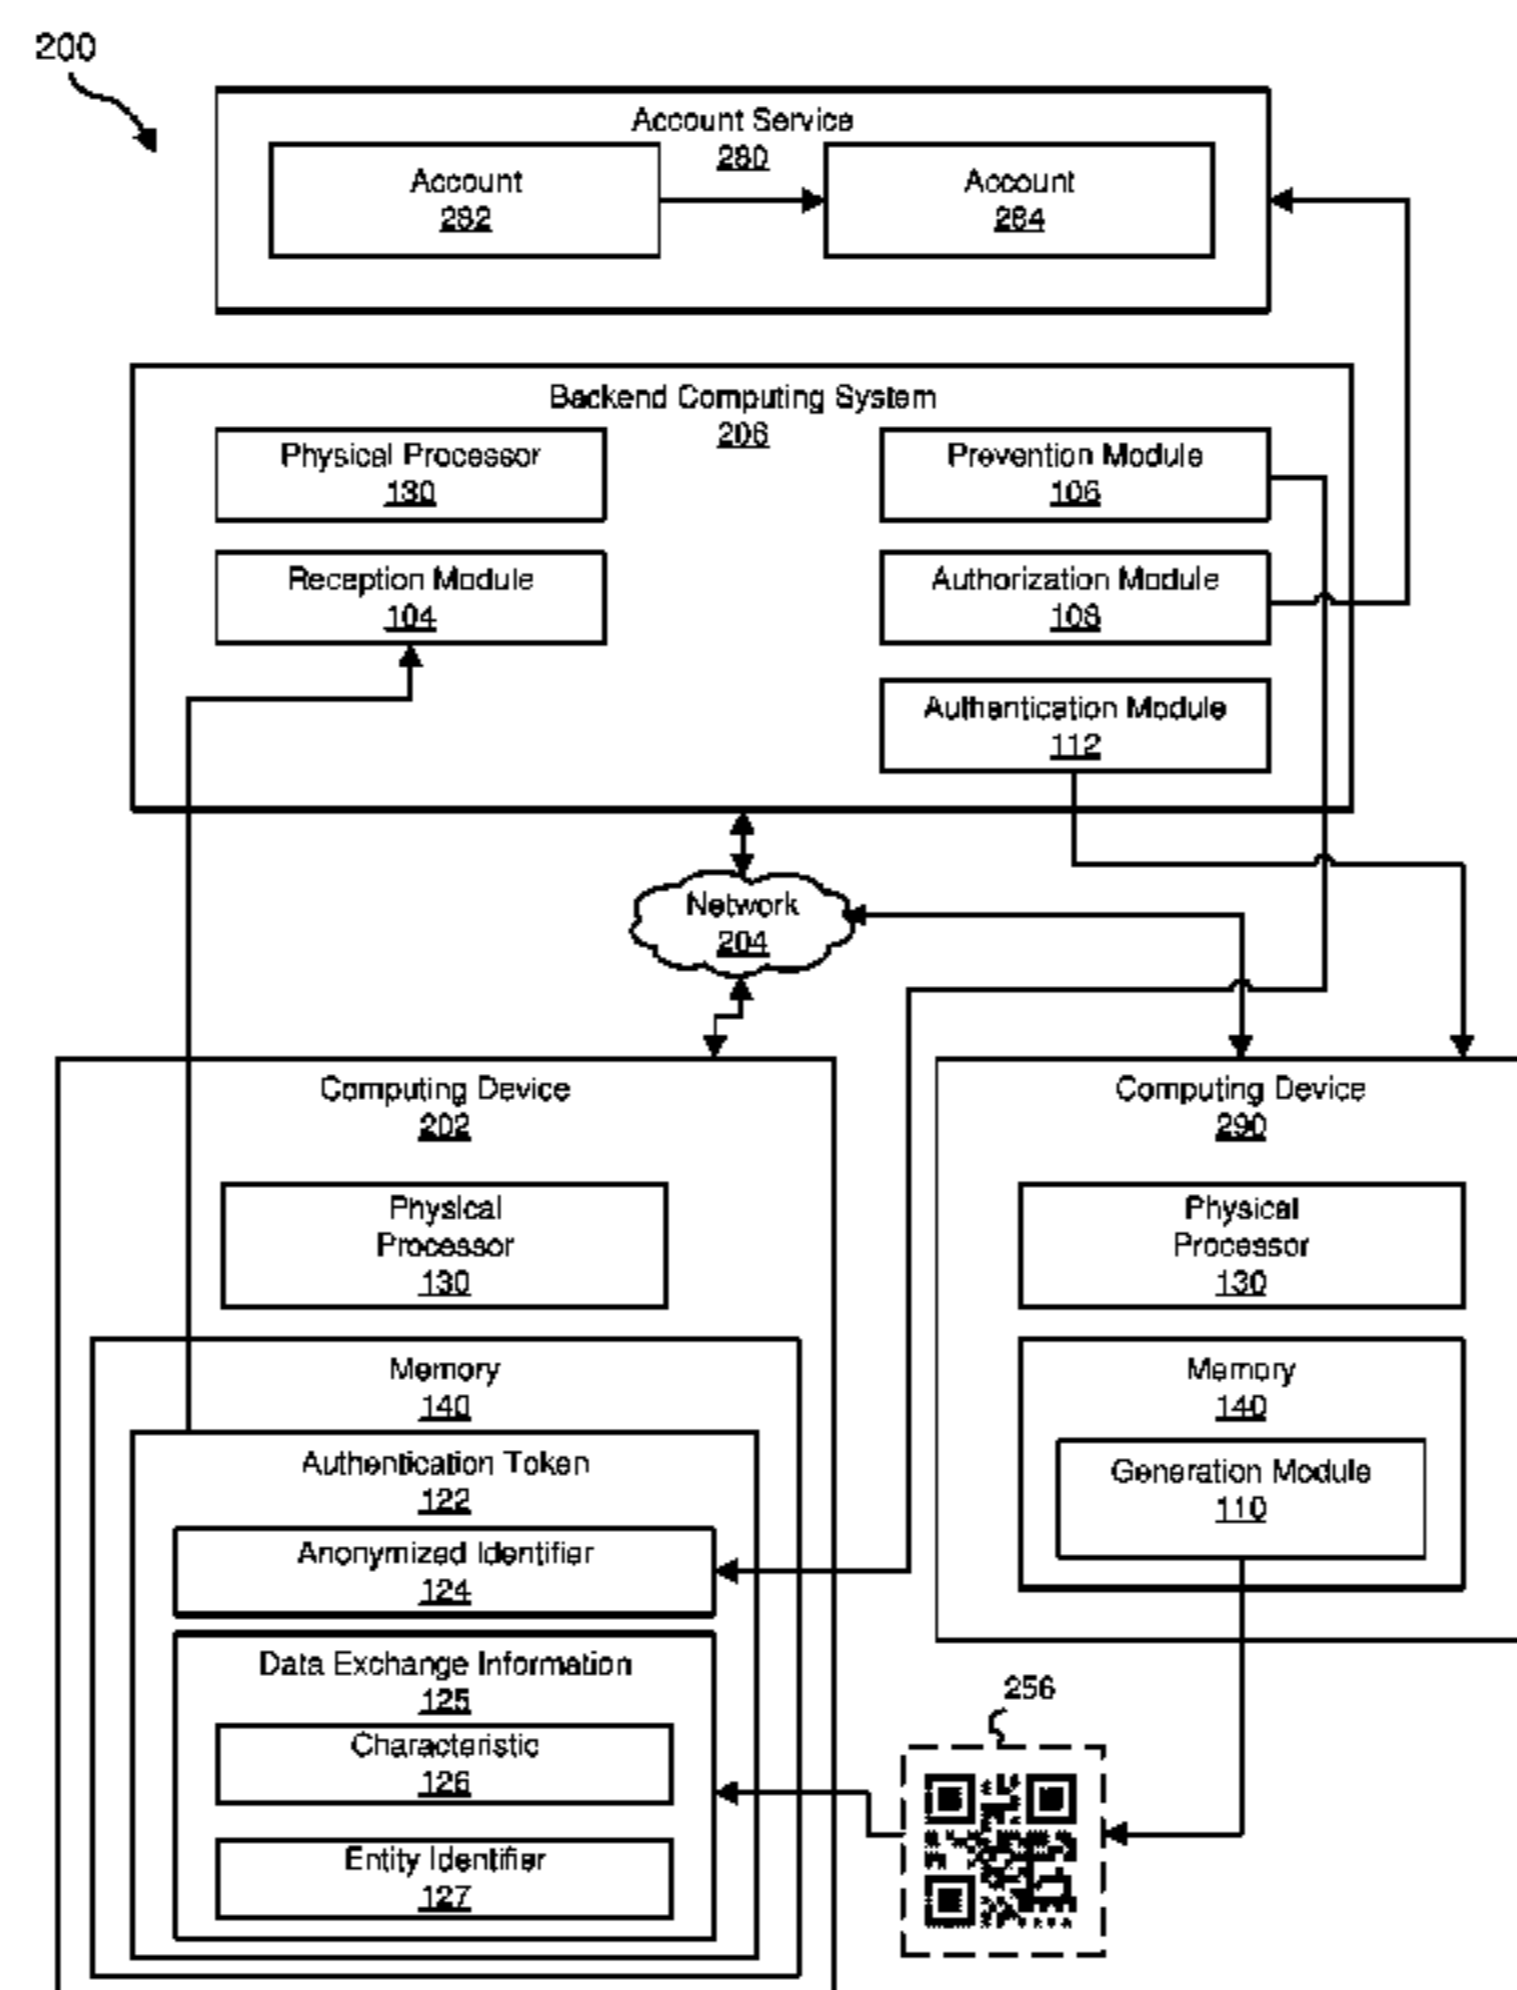 200
Account Service
280
Account
282
Account
284
Backend Computing System
206
Physical Processor
130
Prevention Module
106
Reception Module
104
Authorization Module
108
Authentication Module
112
Network
204
Computing Device
202
Physical
Processor
130
Memory
140
Authentication Token
122
Anonymized Identifier
124
Data Exchange Information
125
Characteristic
126
Entity Identifier
127
Computing Device
290
Physical
Processor
130
Memory
140
Generation Module
110
256